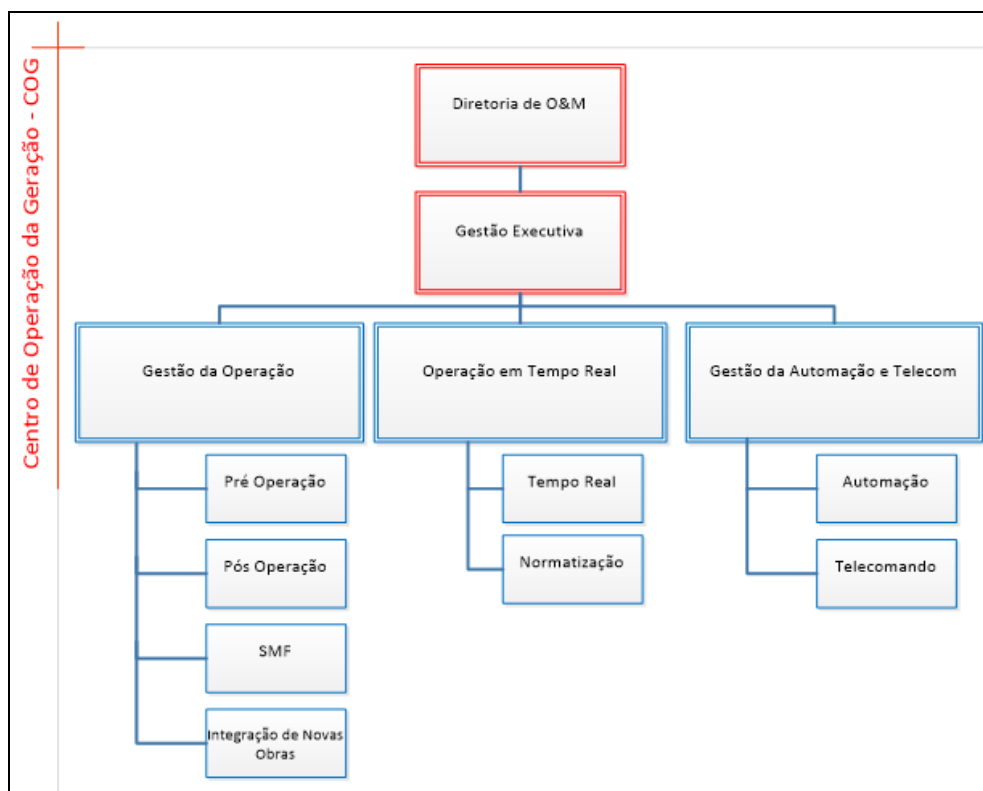 Centro de Operação da Geração - COG
Diretoria de O&M
Gestão Executiva
Gestão da Operação
Operação em Tempo Real
Gestão da Automação e Telecom
Pré Operação
Tempo Real
Automação
Pós Operação
Normatização
Telecomando
SMF
Integração de Novas
Obras